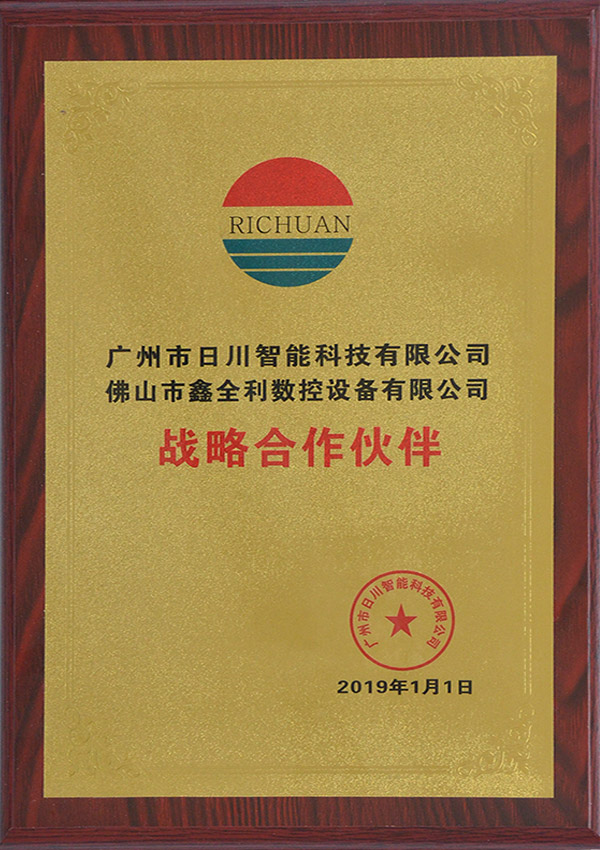 RICHUAN
广州市日川智能科技有限公司
佛山市鑫全利数控设备有限公司
战略合作伙伴
广州市日川智能科技有限公司
2019年1月1日